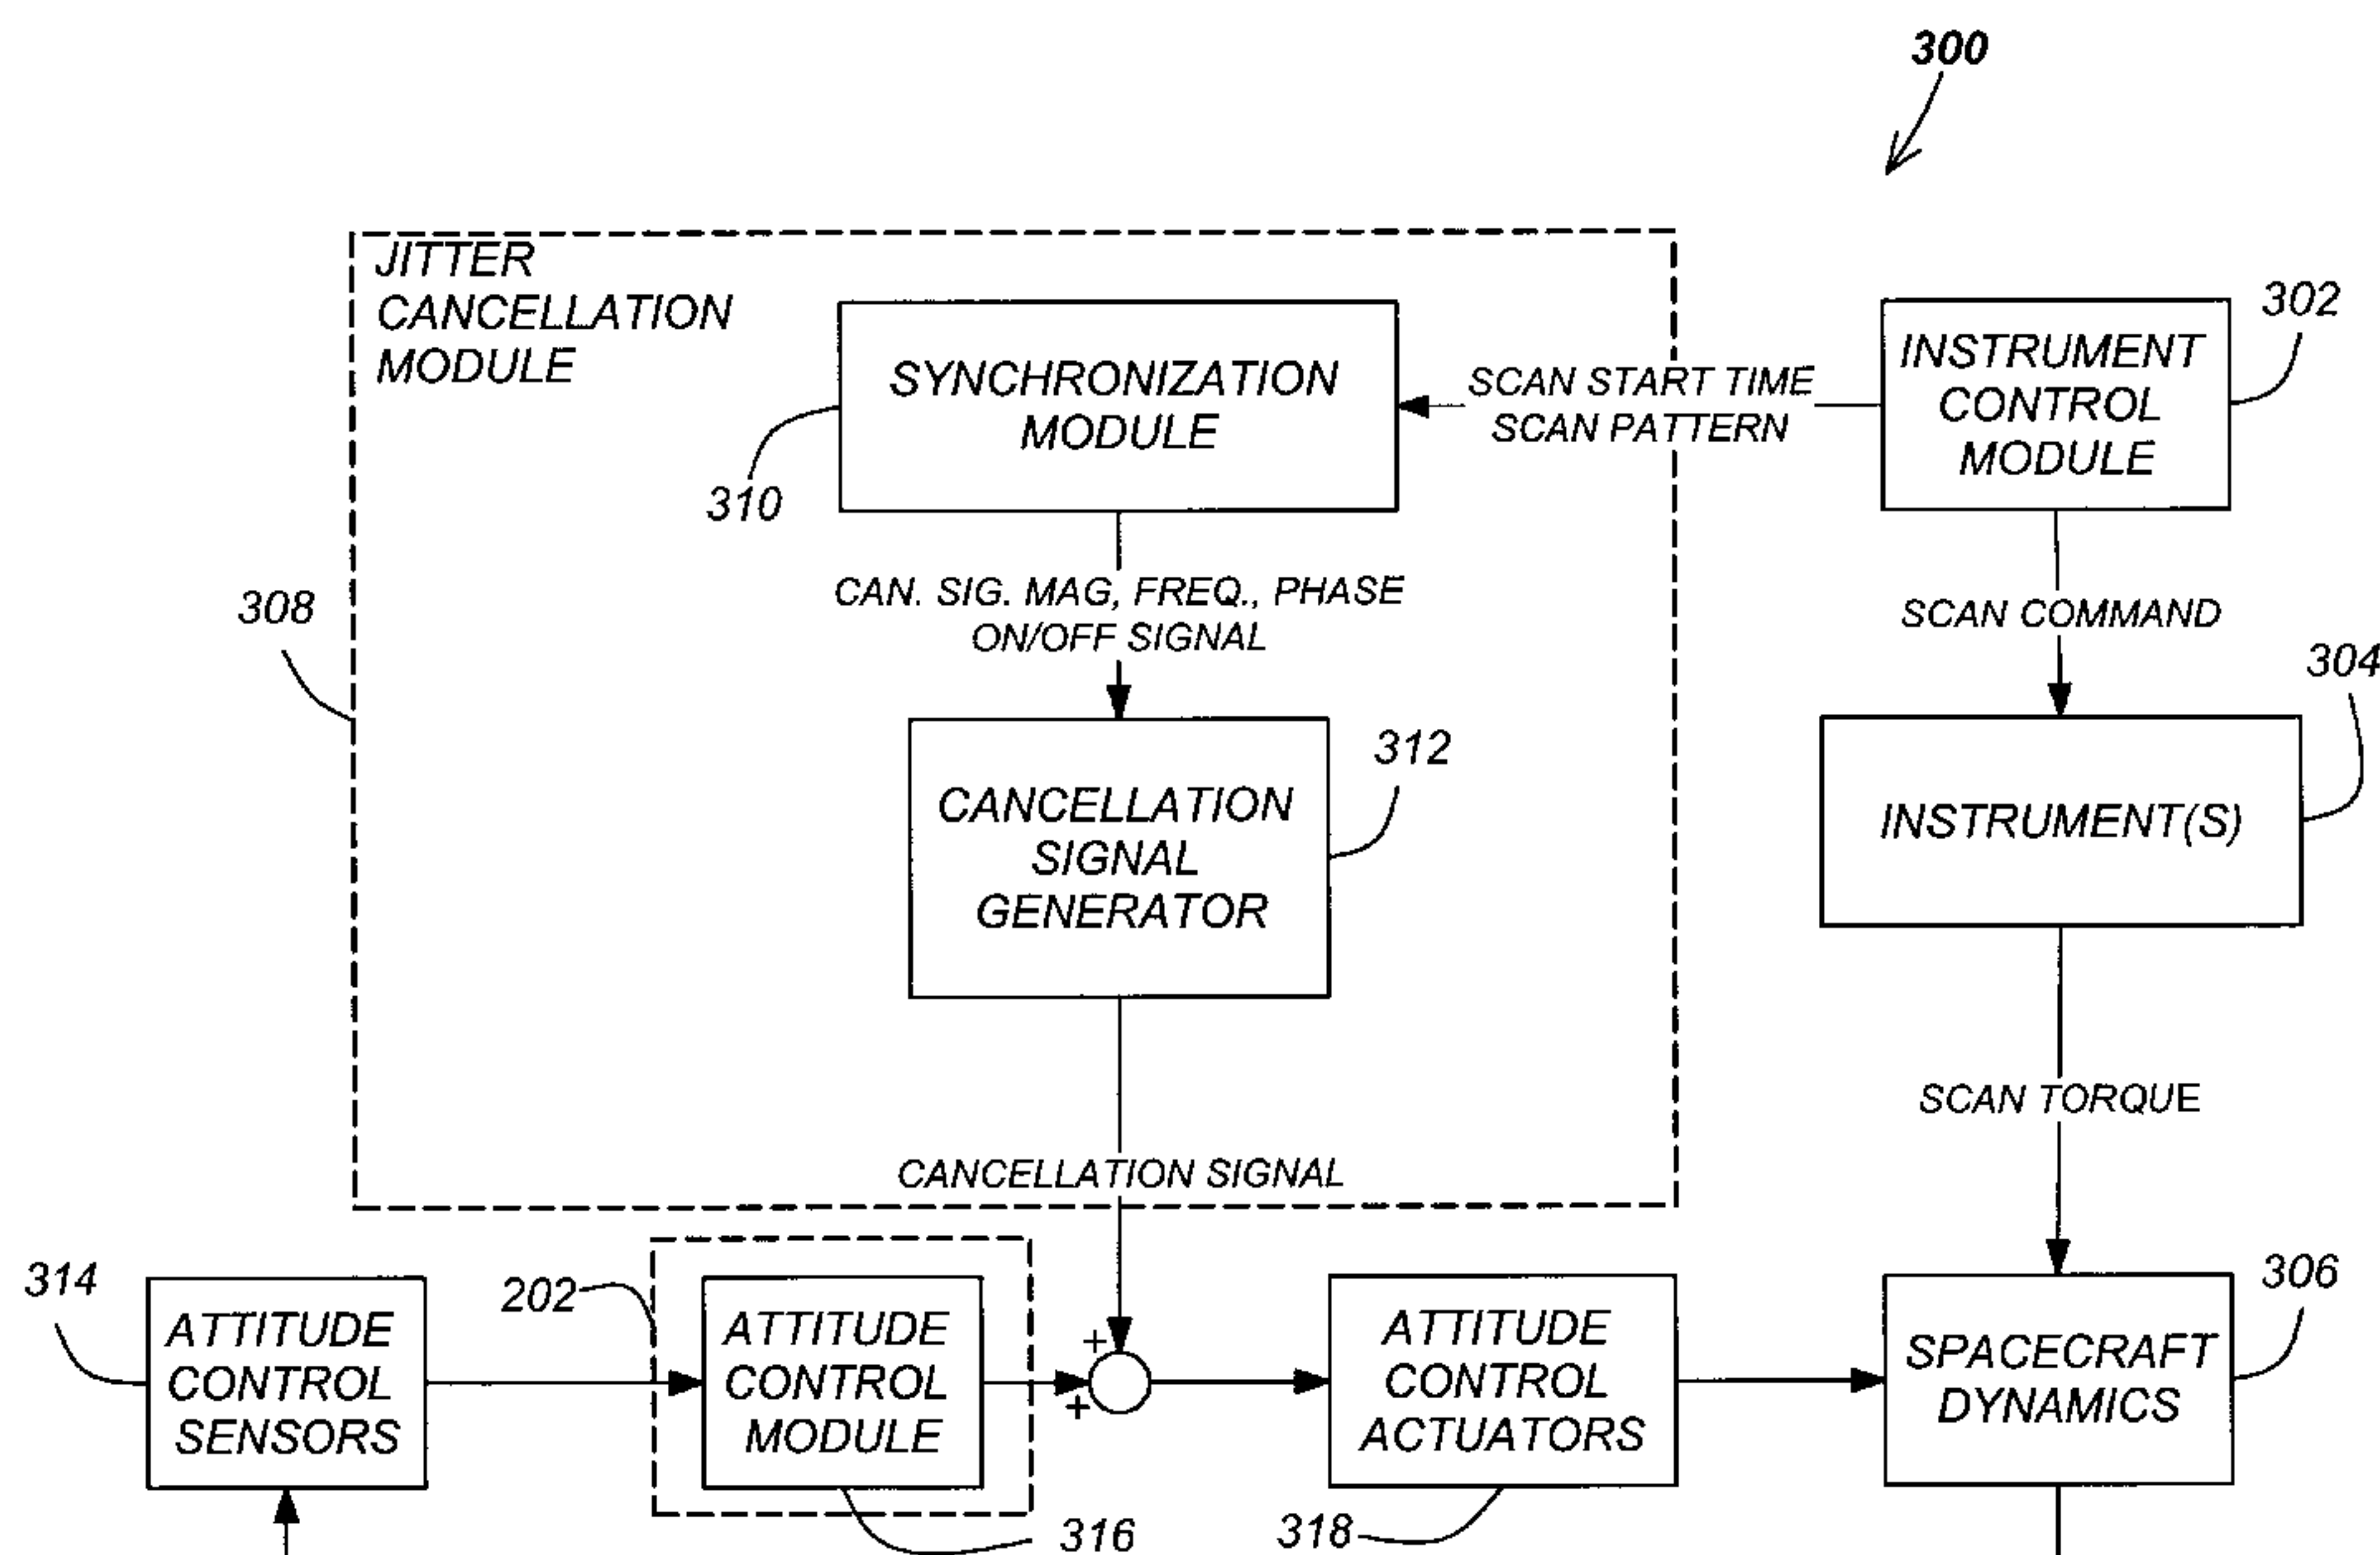 300
JITTER
CANCELLATION
MODULE
SYNCHRONIZATION
MODULE
310
SCAN START TIME
SCAN PATTERN
INSTRUMENT
CONTROL
MODULE
302
CAN. SIG. MAG, FREQ., PHASE
ON/OFF SIGNAL
308
SCAN COMMAND
304
312
CANCELLATION
SIGNAL
GENERATOR
INSTRUMENT(S)
SCAN TORQUE
CANCELLATION SIGNAL
314
202
306
ATTITUDE
CONTROL
SENSORS
ATTITUDE
CONTROL
MODULE
+
+
ATTITUDE
CONTROL
ACTUATORS
SPACECRAFT
DYNAMICS
316
318